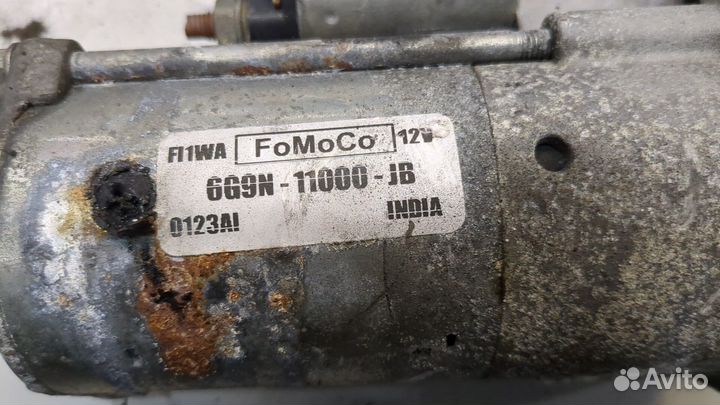 FI1WA FoMoCo 12V
6G9N - 11000 - JB
0123AI INDIA
Avito